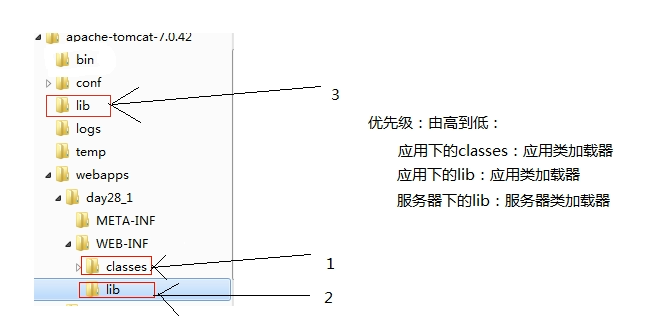 apache-tomcat-7.0.42
bin
conf
lib
3
logs
temp
webapps
day28_1
META-INF
WEB-INF
classes
1
lib
2
优先级：由高到低：
应用下的classes：应用类加载器
应用下的lib：应用类加载器
服务器下的lib：服务器类加载器